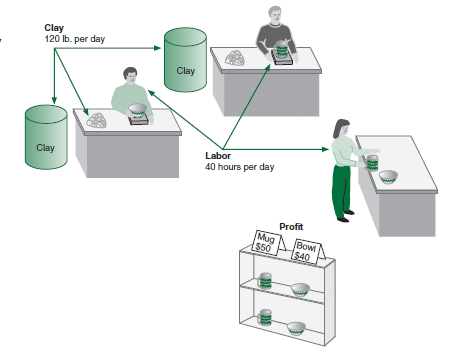 Clay
120 lb. per day
Clay
Clay
Labor
40 hours per day
Profit
Mug
$50
Bowl
$40